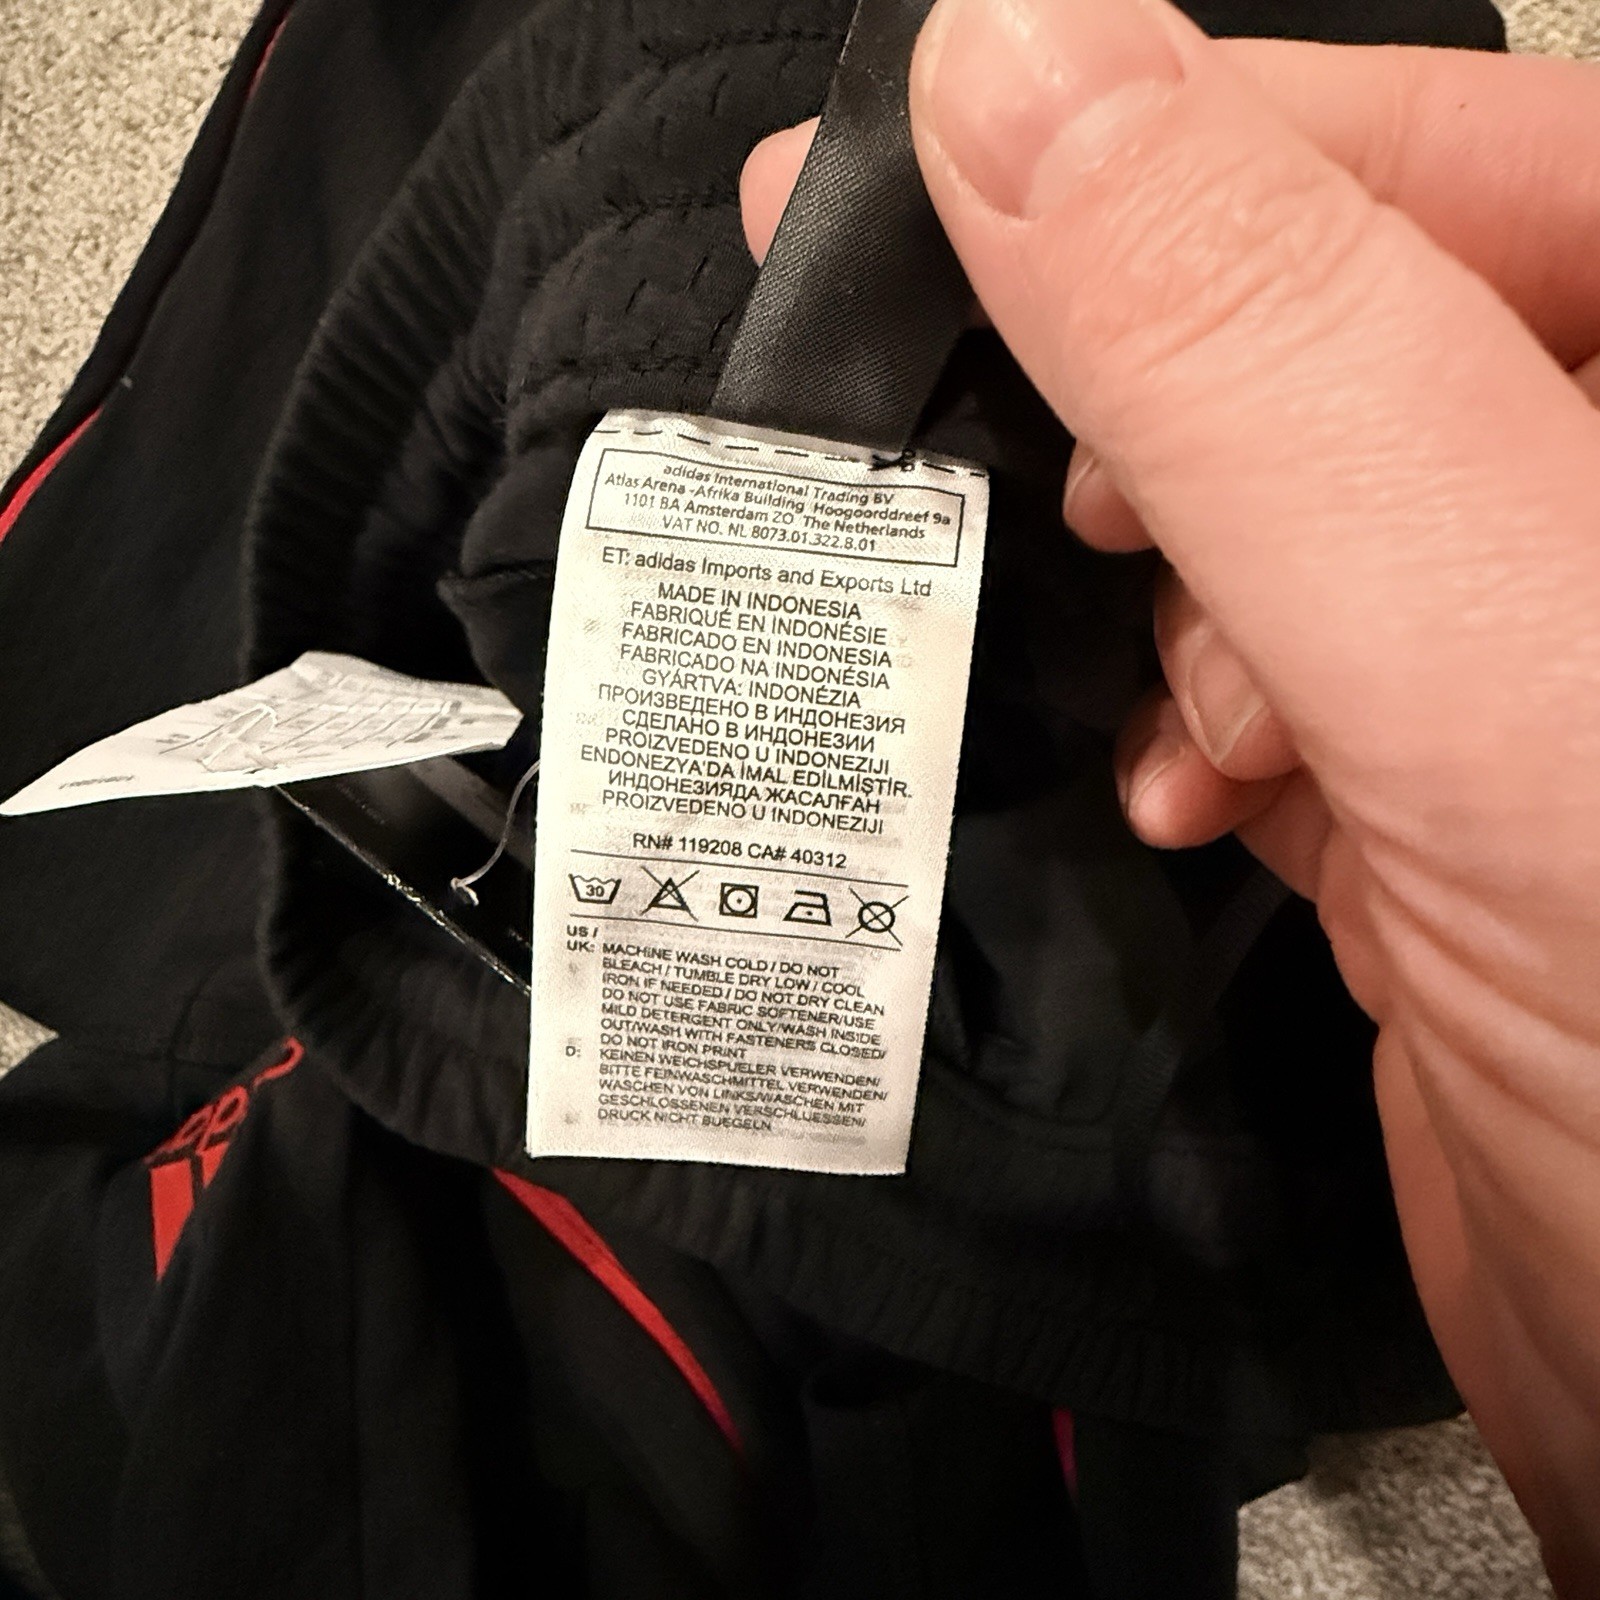 adidas International Trading BV
Atlas Arena -Afrika Building Hoogoorddreef 9a
1101 BA Amsterdam ZO The Netherlands
VAT NO. NL 8073.01.322.B.01
ET: adidas Imports and Exports Ltd
MADE IN INDONESIA
FABRIQUÉ EN INDONÉSIE
FABRICADO EN INDONESIA
FABRICADO NA INDONÉSIA
GYÁRTVA: INDONÉZIA
ПРОИЗВЕДЕНО В ИНДОНЕЗИЯ
СДЕЛАНО В ИНДОНЕЗИИ
PROIZVEDENO U INDONEZIJI
ENDONEZYA'DA İMAL EDİLMİŞTİR.
ИНДОНЕЗИЯДА ЖАСАЛҒАН
PROIZVEDENO U INDONEZIJI
RN# 119208 CA# 40312
30
US /
UK: MACHINE WASH COLD / DO NOT
BLEACH / TUMBLE DRY LOW / COOL
IRON IF NEEDED / DO NOT DRY CLEAN
DO NOT USE FABRIC SOFTENER/USE
MILD DETERGENT ONLY/WASH INSIDE
OUT/WASH WITH FASTENERS CLOSED/
DO NOT IRON PRINT
D: KEINEN WEICHSPUELER VERWENDEN/
BITTE FEINWASCHMITTEL VERWENDEN/
WASCHEN VON LINKS/WASCHEN MIT
GESCHLOSSENEN VERSCHLUESSEN/
DRUCK NICHT BUEGELN